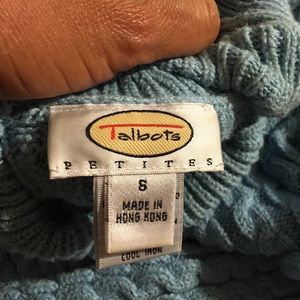 Talbots
PETITES
S
MADE IN
HONG KONG
COOL IRON